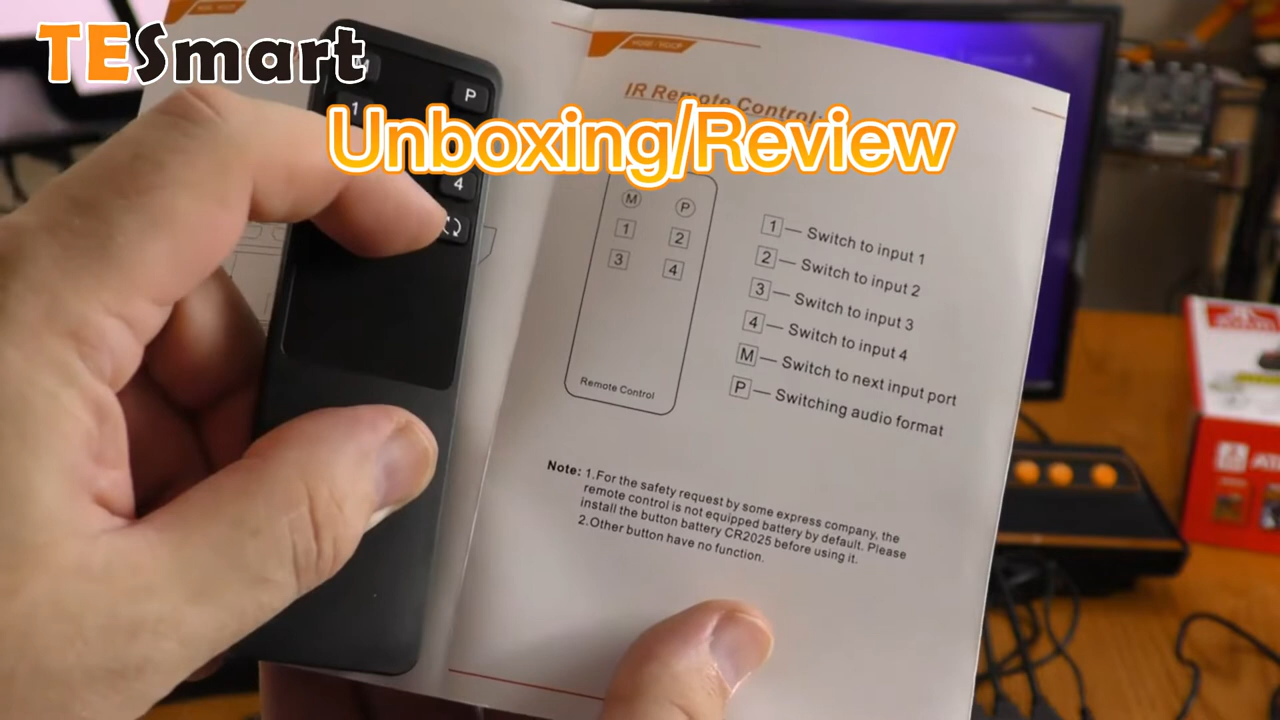 TESmart
Unboxing/Review
P
1
4
IR Remote Control:
M P
1 2
3 4
Remote Control
1 — Switch to input 1
2 — Switch to input 2
3 — Switch to input 3
4 — Switch to input 4
M — Switch to next input port
P — Switching audio format
Note: 1.For the safety request by some express company, the
remote control is not equipped battery by default. Please
install the button battery CR2025 before using it.
2.Other button have no function.